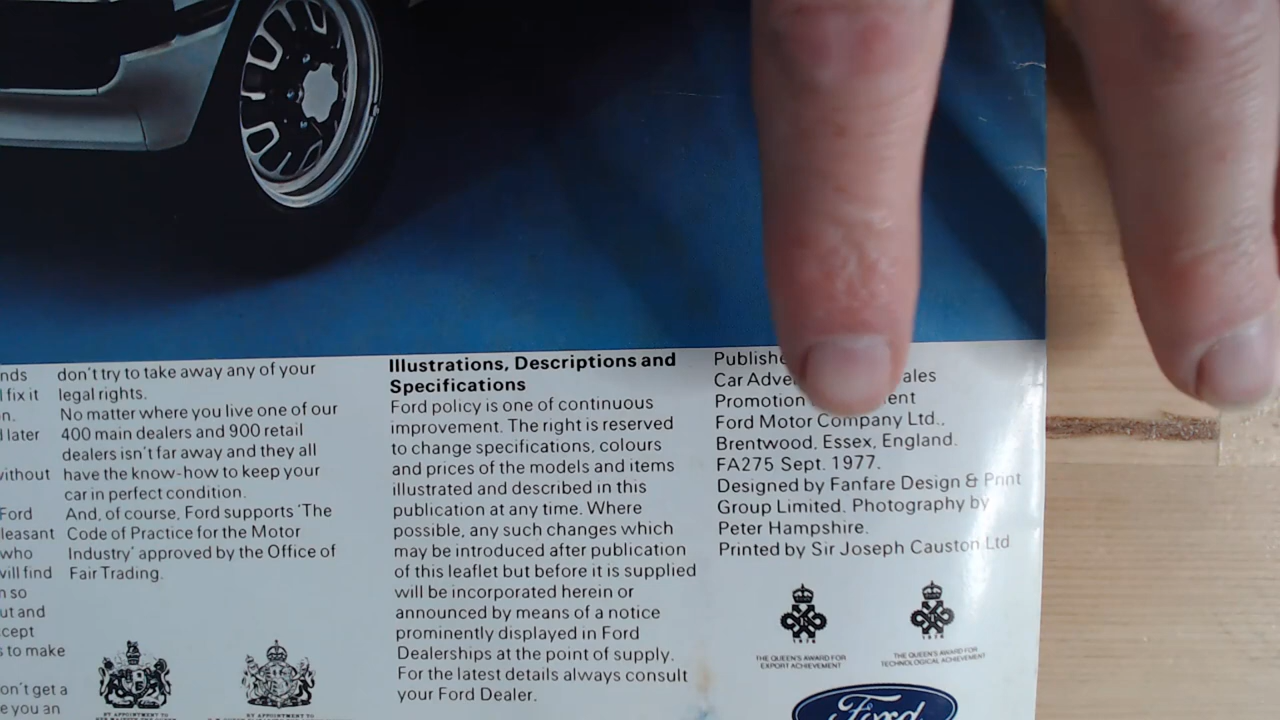 nds
l fix it
n.
l later
without
Ford
leasant
who
will find
n so
ut and
cept
s to make
on't get a
e you an
don't try to take away any of your
legal rights.
No matter where you live one of our
400 main dealers and 900 retail
dealers isn't far away and they all
have the know-how to keep your
car in perfect condition.
And, of course, Ford supports 'The
Code of Practice for the Motor
Industry' approved by the Office of
Fair Trading.
BY APPOINTMENT TO
BY APPOINTMENT TO
Illustrations, Descriptions and
Specifications
Ford policy is one of continuous
improvement. The right is reserved
to change specifications, colours
and prices of the models and items
illustrated and described in this
publication at any time. Where
possible, any such changes which
may be introduced after publication
of this leaflet but before it is supplied
will be incorporated herein or
announced by means of a notice
prominently displayed in Ford
Dealerships at the point of supply.
For the latest details always consult
your Ford Dealer.
Publishe
Car Adve ales
Promotion ent
Ford Motor Company Ltd.,
Brentwood, Essex, England.
FA275 Sept. 1977.
Designed by Fanfare Design & Print
Group Limited. Photography by
Peter Hampshire.
Printed by Sir Joseph Causton Ltd
THE QUEEN'S AWARD FOR
EXPORT ACHIEVEMENT
THE QUEEN'S AWARD FOR
TECHNOLOGICAL ACHIEVEMENT
Ford